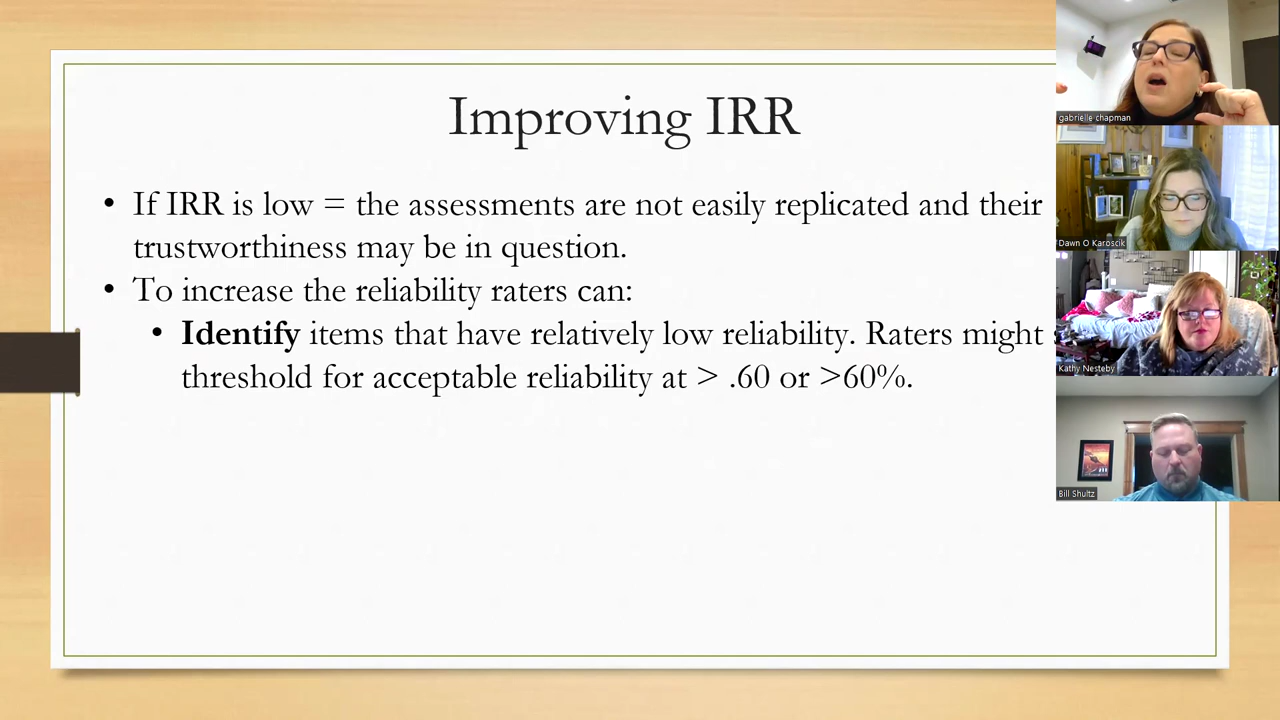 Improving IRR
• If IRR is low = the assessments are not easily replicated and their
trustworthiness may be in question.
• To increase the reliability raters can:
• Identify items that have relatively low reliability. Raters might
threshold for acceptable reliability at > .60 or >60%.
gabrielle chapman
Dawn O Karoscik
Kathy Nesteby
Bill Shultz